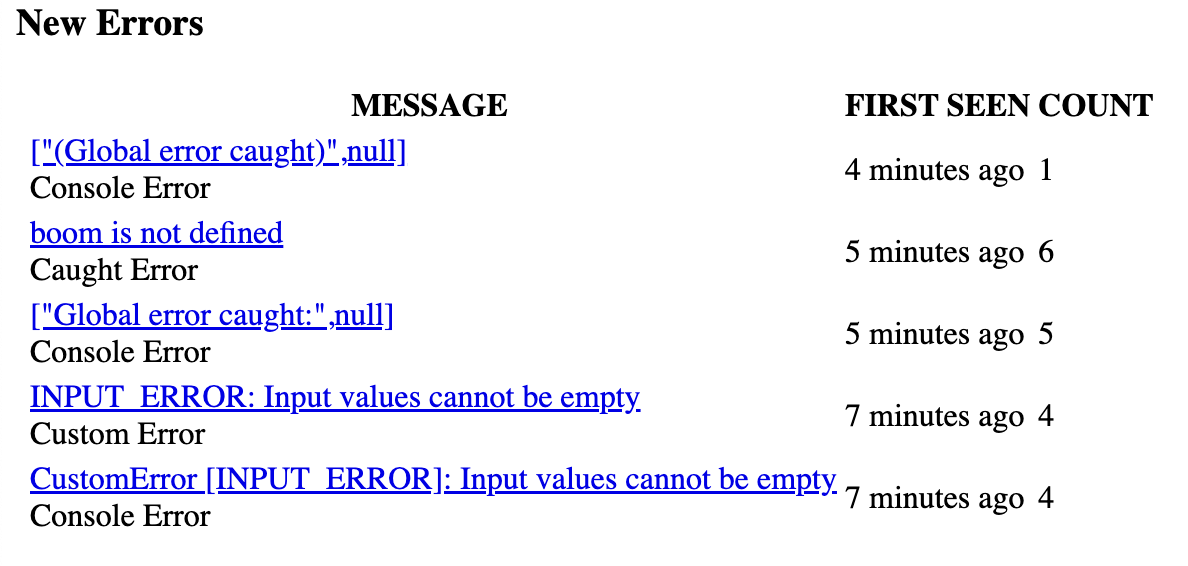 New Errors
MESSAGE FIRST SEEN COUNT
["(Global error caught)",null]
Console Error
4 minutes ago 1
boom is not defined
Caught Error
5 minutes ago 6
["Global error caught:",null]
Console Error
5 minutes ago 5
INPUT_ERROR: Input values cannot be empty
Custom Error
7 minutes ago 4
CustomError [INPUT_ERROR]: Input values cannot be empty
Console Error
7 minutes ago 4